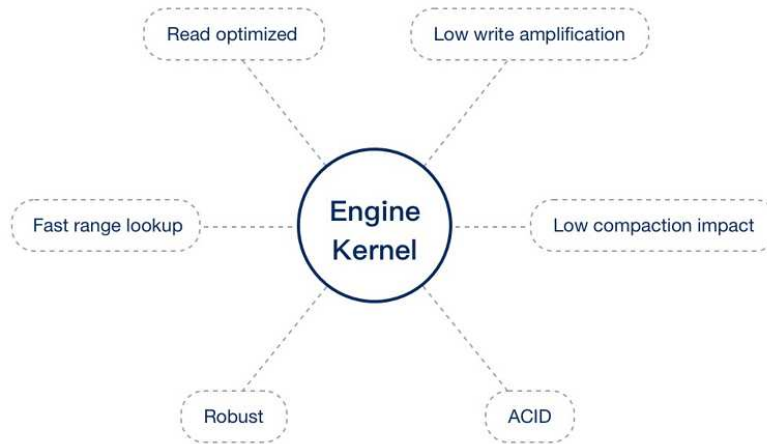 Read optimized
Low write amplification
Fast range lookup
Engine
Kernel
Low compaction impact
Robust
ACID